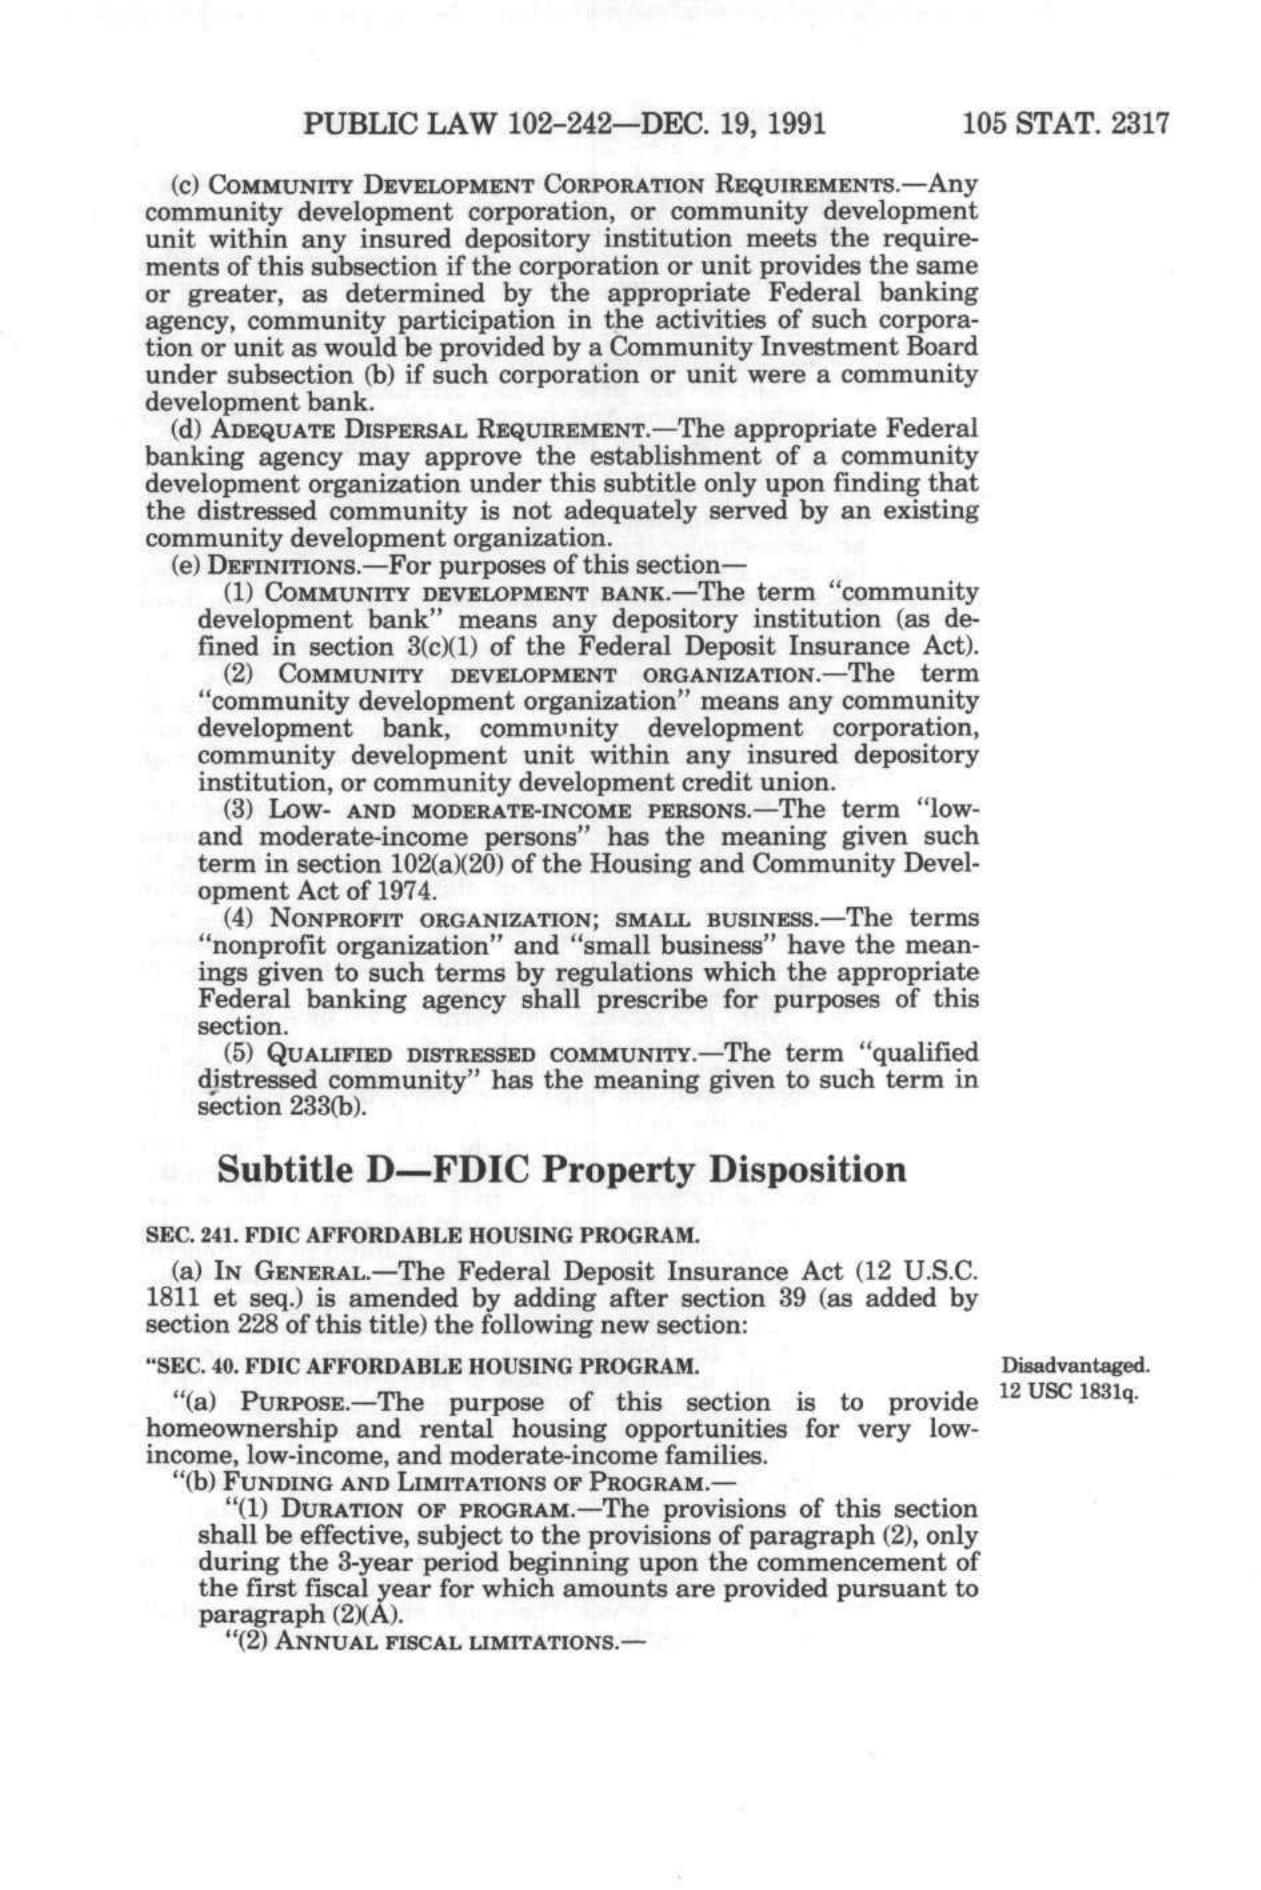 PUBLIC LAW 102-242—DEC. 19, 1991 105 STAT. 2317
(c) COMMUNITY DEVELOPMENT CORPORATION REQUIREMENTS.—Any
community development corporation, or community development
unit within any insured depository institution meets the require-
ments of this subsection if the corporation or unit provides the same
or greater, as determined by the appropriate Federal banking
agency, community participation in the activities of such corpora-
tion or unit as would be provided by a Community Investment Board
under subsection (b) if such corporation or unit were a community
development bank.
(d) ADEQUATE DISPERSAL REQUIREMENT.—The appropriate Federal
banking agency may approve the establishment of a community
development organization under this subtitle only upon finding that
the distressed community is not adequately served by an existing
community development organization.
(e) DEFINITIONS.—For purposes of this section—
(1) COMMUNITY DEVELOPMENT BANK.—The term “community
development bank” means any depository institution (as de-
fined in section 3(c)(1) of the Federal Deposit Insurance Act).
(2) COMMUNITY DEVELOPMENT ORGANIZATION.—The term
“community development organization” means any community
development bank, community development corporation,
community development unit within any insured depository
institution, or community development credit union.
(3) LOW- AND MODERATE-INCOME PERSONS.—The term “low-
and moderate-income persons” has the meaning given such
term in section 102(a)(20) of the Housing and Community Devel-
opment Act of 1974.
(4) NONPROFIT ORGANIZATION; SMALL BUSINESS.—The terms
“nonprofit organization” and “small business” have the mean-
ings given to such terms by regulations which the appropriate
Federal banking agency shall prescribe for purposes of this
section.
(5) QUALIFIED DISTRESSED COMMUNITY.—The term “qualified
distressed community” has the meaning given to such term in
section 233(b).
Subtitle D—FDIC Property Disposition
SEC. 241. FDIC AFFORDABLE HOUSING PROGRAM.
(a) IN GENERAL.—The Federal Deposit Insurance Act (12 U.S.C.
1811 et seq.) is amended by adding after section 39 (as added by
section 228 of this title) the following new section:
“SEC. 40. FDIC AFFORDABLE HOUSING PROGRAM.
Disadvantaged.
12 USC 1831q.
“(a) PURPOSE.—The purpose of this section is to provide
homeownership and rental housing opportunities for very low-
income, low-income, and moderate-income families.
“(b) FUNDING AND LIMITATIONS OF PROGRAM.—
“(1) DURATION OF PROGRAM.—The provisions of this section
shall be effective, subject to the provisions of paragraph (2), only
during the 3-year period beginning upon the commencement of
the first fiscal year for which amounts are provided pursuant to
paragraph (2)(A).
“(2) ANNUAL FISCAL LIMITATIONS.—